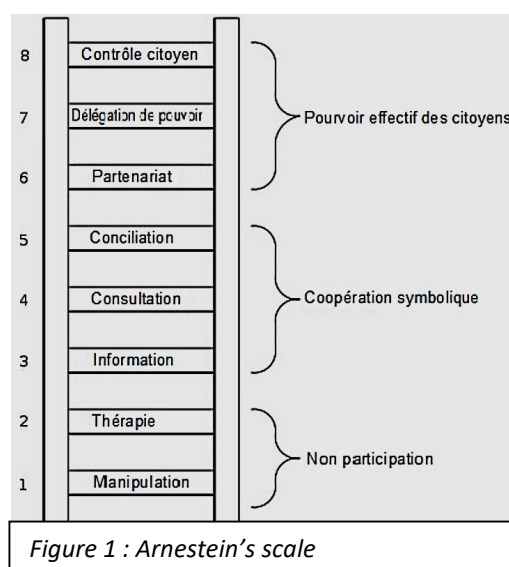 8 Contrôle citoyen
7 Délégation de pouvoir
Pourvoir effectif des citoyens
6 Partenariat
5 Conciliation
4 Consultation
Coopération symbolique
3 Information
2 Thérapie
Non participation
1 Manipulation
Figure 1 : Arnestein’s scale